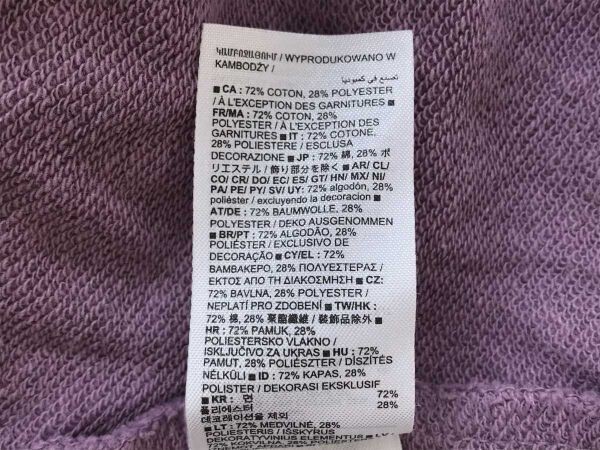 ԿԱՄԲՈՋԱՅՈՒՄ / WYPRODUKOWANO W
KAMBODŻY /
تصنع في كمبوديا
■ CA : 72% COTON, 28% POLYESTER
/ À L'EXCEPTION DES GARNITURES ■
FR/MA : 72% COTON, 28%
POLYESTER / À L'EXCEPTION DES
GARNITURES ■ IT : 72% COTONE,
28% POLIESTERE / ESCLUSA
DECORAZIONE ■ JP : 72% 綿, 28% ポ
リエステル / 飾り部分を除く ■ AR/ CL/
CO/ CR/ DO/ EC/ ES/ GT/ HN/ MX/ NI/
PA/ PE/ PY/ SV/ UY: 72% algodón, 28%
poliéster / excluyendo la decoracion ■
AT/DE : 72% BAUMWOLLE, 28%
POLYESTER / DEKO AUSGENOMMEN
■ BR/PT : 72% ALGODÃO, 28%
POLIÉSTER / EXCLUSIVO DE
DECORAÇÃO ■ CY/EL : 72%
ΒΑΜΒΑΚΕΡΟ, 28% ΠΟΛΥΕΣΤΕΡΑΣ /
ΕΚΤΟΣ ΑΠΟ ΤΗ ΔΙΑΚΟΣΜΗΣΗ ■ CZ:
72% BAVLNA, 28% POLYESTER /
NEPLATÍ PRO ZDOBENÍ ■ TW/HK :
72% 棉, 28% 聚酯纖維 / 裝飾品除外 ■
HR : 72% PAMUK, 28%
POLIESTERSKO VLAKNO /
ISKLJUČIVO ZA UKRAS ■ HU : 72%
PAMUT, 28% POLIÉSZTER / DÍSZÍTÉS
NÉLKÜLI ■ ID : 72% KAPAS, 28%
POLISTER / DEKORASI EKSKLUSIF
■ KR : 면 72%
폴리에스터 28%
데코레이션을 제외
■ LT : 72% MEDVILNĖ, 28%
POLIESTERIS / IŠSKYRUS
DEKORATYVINIUS ELEMENTUS ■